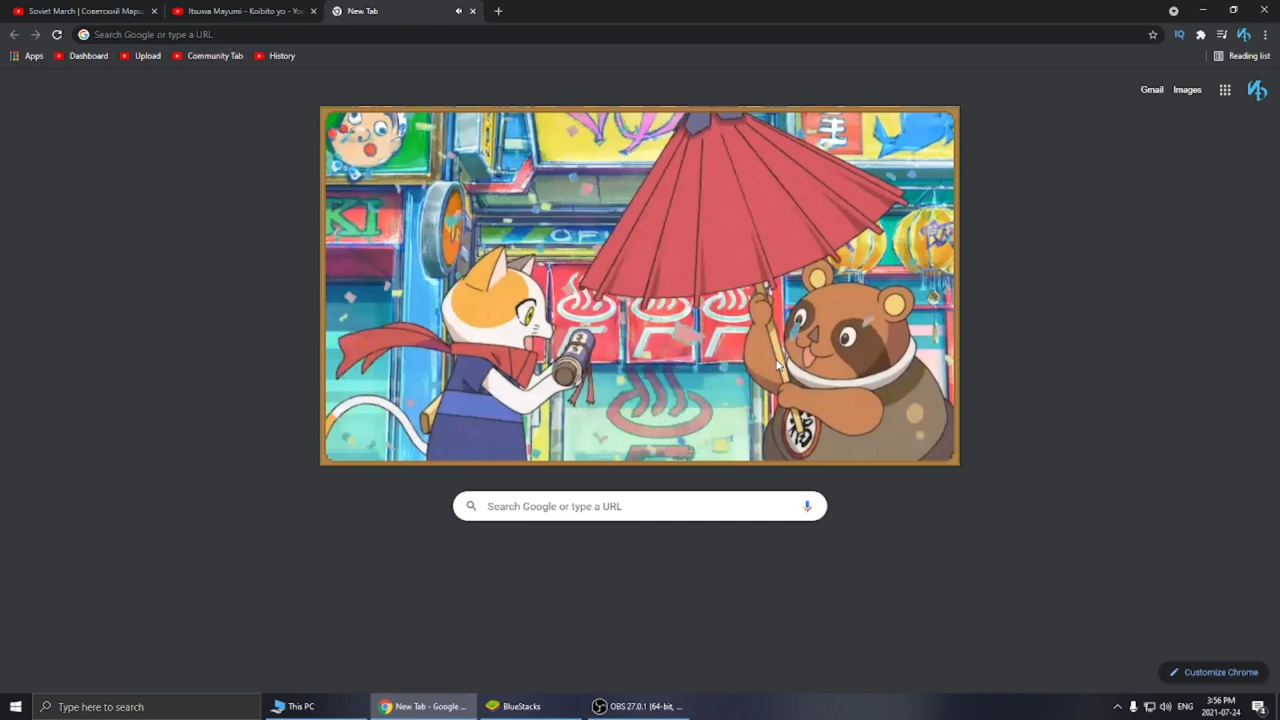 Soviet March | Советский Марш
Itsuwa Mayumi - Koibito yo - Yo
New Tab
Search Google or type a URL
IQ
Apps
Dashboard
Upload
Community Tab
History
Reading list
Gmail
Images
KI
OF
Search Google or type a URL
Customize Chrome
Type here to search
This PC
New Tab - Google ...
BlueStacks
OBS 27.0.1 (64-bit, ...
ENG
3:56 PM
2021-07-24